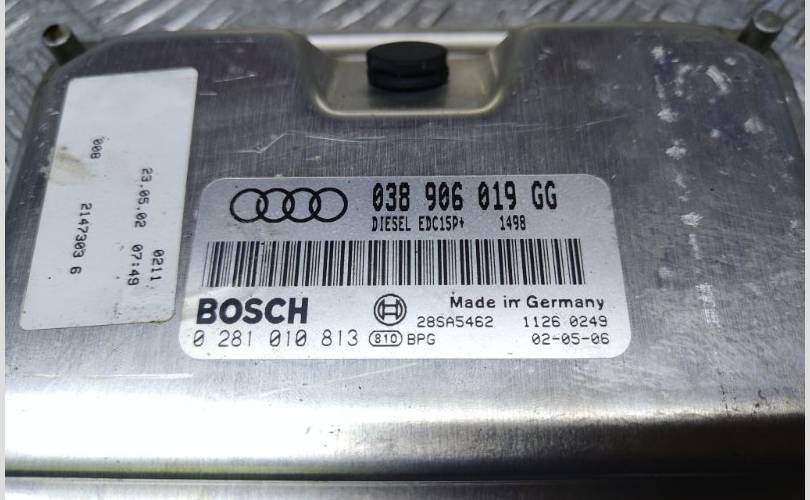 008
23.05.02 07:49
2147303 6
0211
038 906 019 GG
DIESEL EDC15P+ 1498
BOSCH
Made in Germany
28SA5462 1126 0249
0 281 010 813 810 BPG 02-05-06